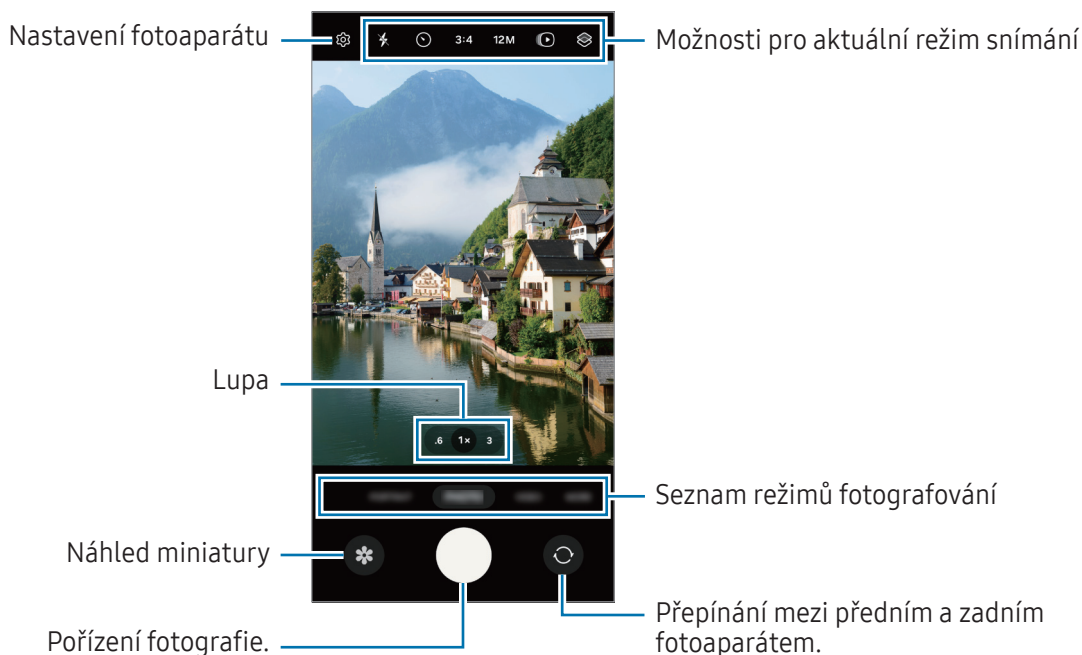 Nastavení fotoaparátu
3:4
12M
Možnosti pro aktuální režim snímání
Lupa
.6
1×
3
Seznam režimů fotografování
Náhled miniatury
Pořízení fotografie.
Přepínání mezi předním a zadním
fotoaparátem.